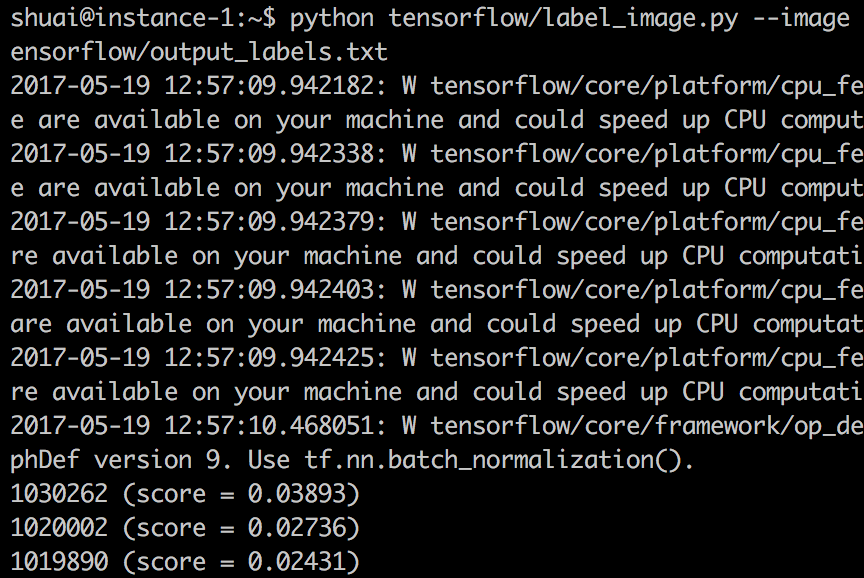 shuai@instance-1:~$ python tensorflow/label_image.py --image
ensorflow/output_labels.txt
2017-05-19 12:57:09.942182: W tensorflow/core/platform/cpu_fe
e are available on your machine and could speed up CPU comput
2017-05-19 12:57:09.942338: W tensorflow/core/platform/cpu_fe
e are available on your machine and could speed up CPU comput
2017-05-19 12:57:09.942379: W tensorflow/core/platform/cpu_fe
re available on your machine and could speed up CPU computati
2017-05-19 12:57:09.942403: W tensorflow/core/platform/cpu_fe
are available on your machine and could speed up CPU computat
2017-05-19 12:57:09.942425: W tensorflow/core/platform/cpu_fe
re available on your machine and could speed up CPU computati
2017-05-19 12:57:10.468051: W tensorflow/core/framework/op_de
phDef version 9. Use tf.nn.batch_normalization().
1030262 (score = 0.03893)
1020002 (score = 0.02736)
1019890 (score = 0.02431)